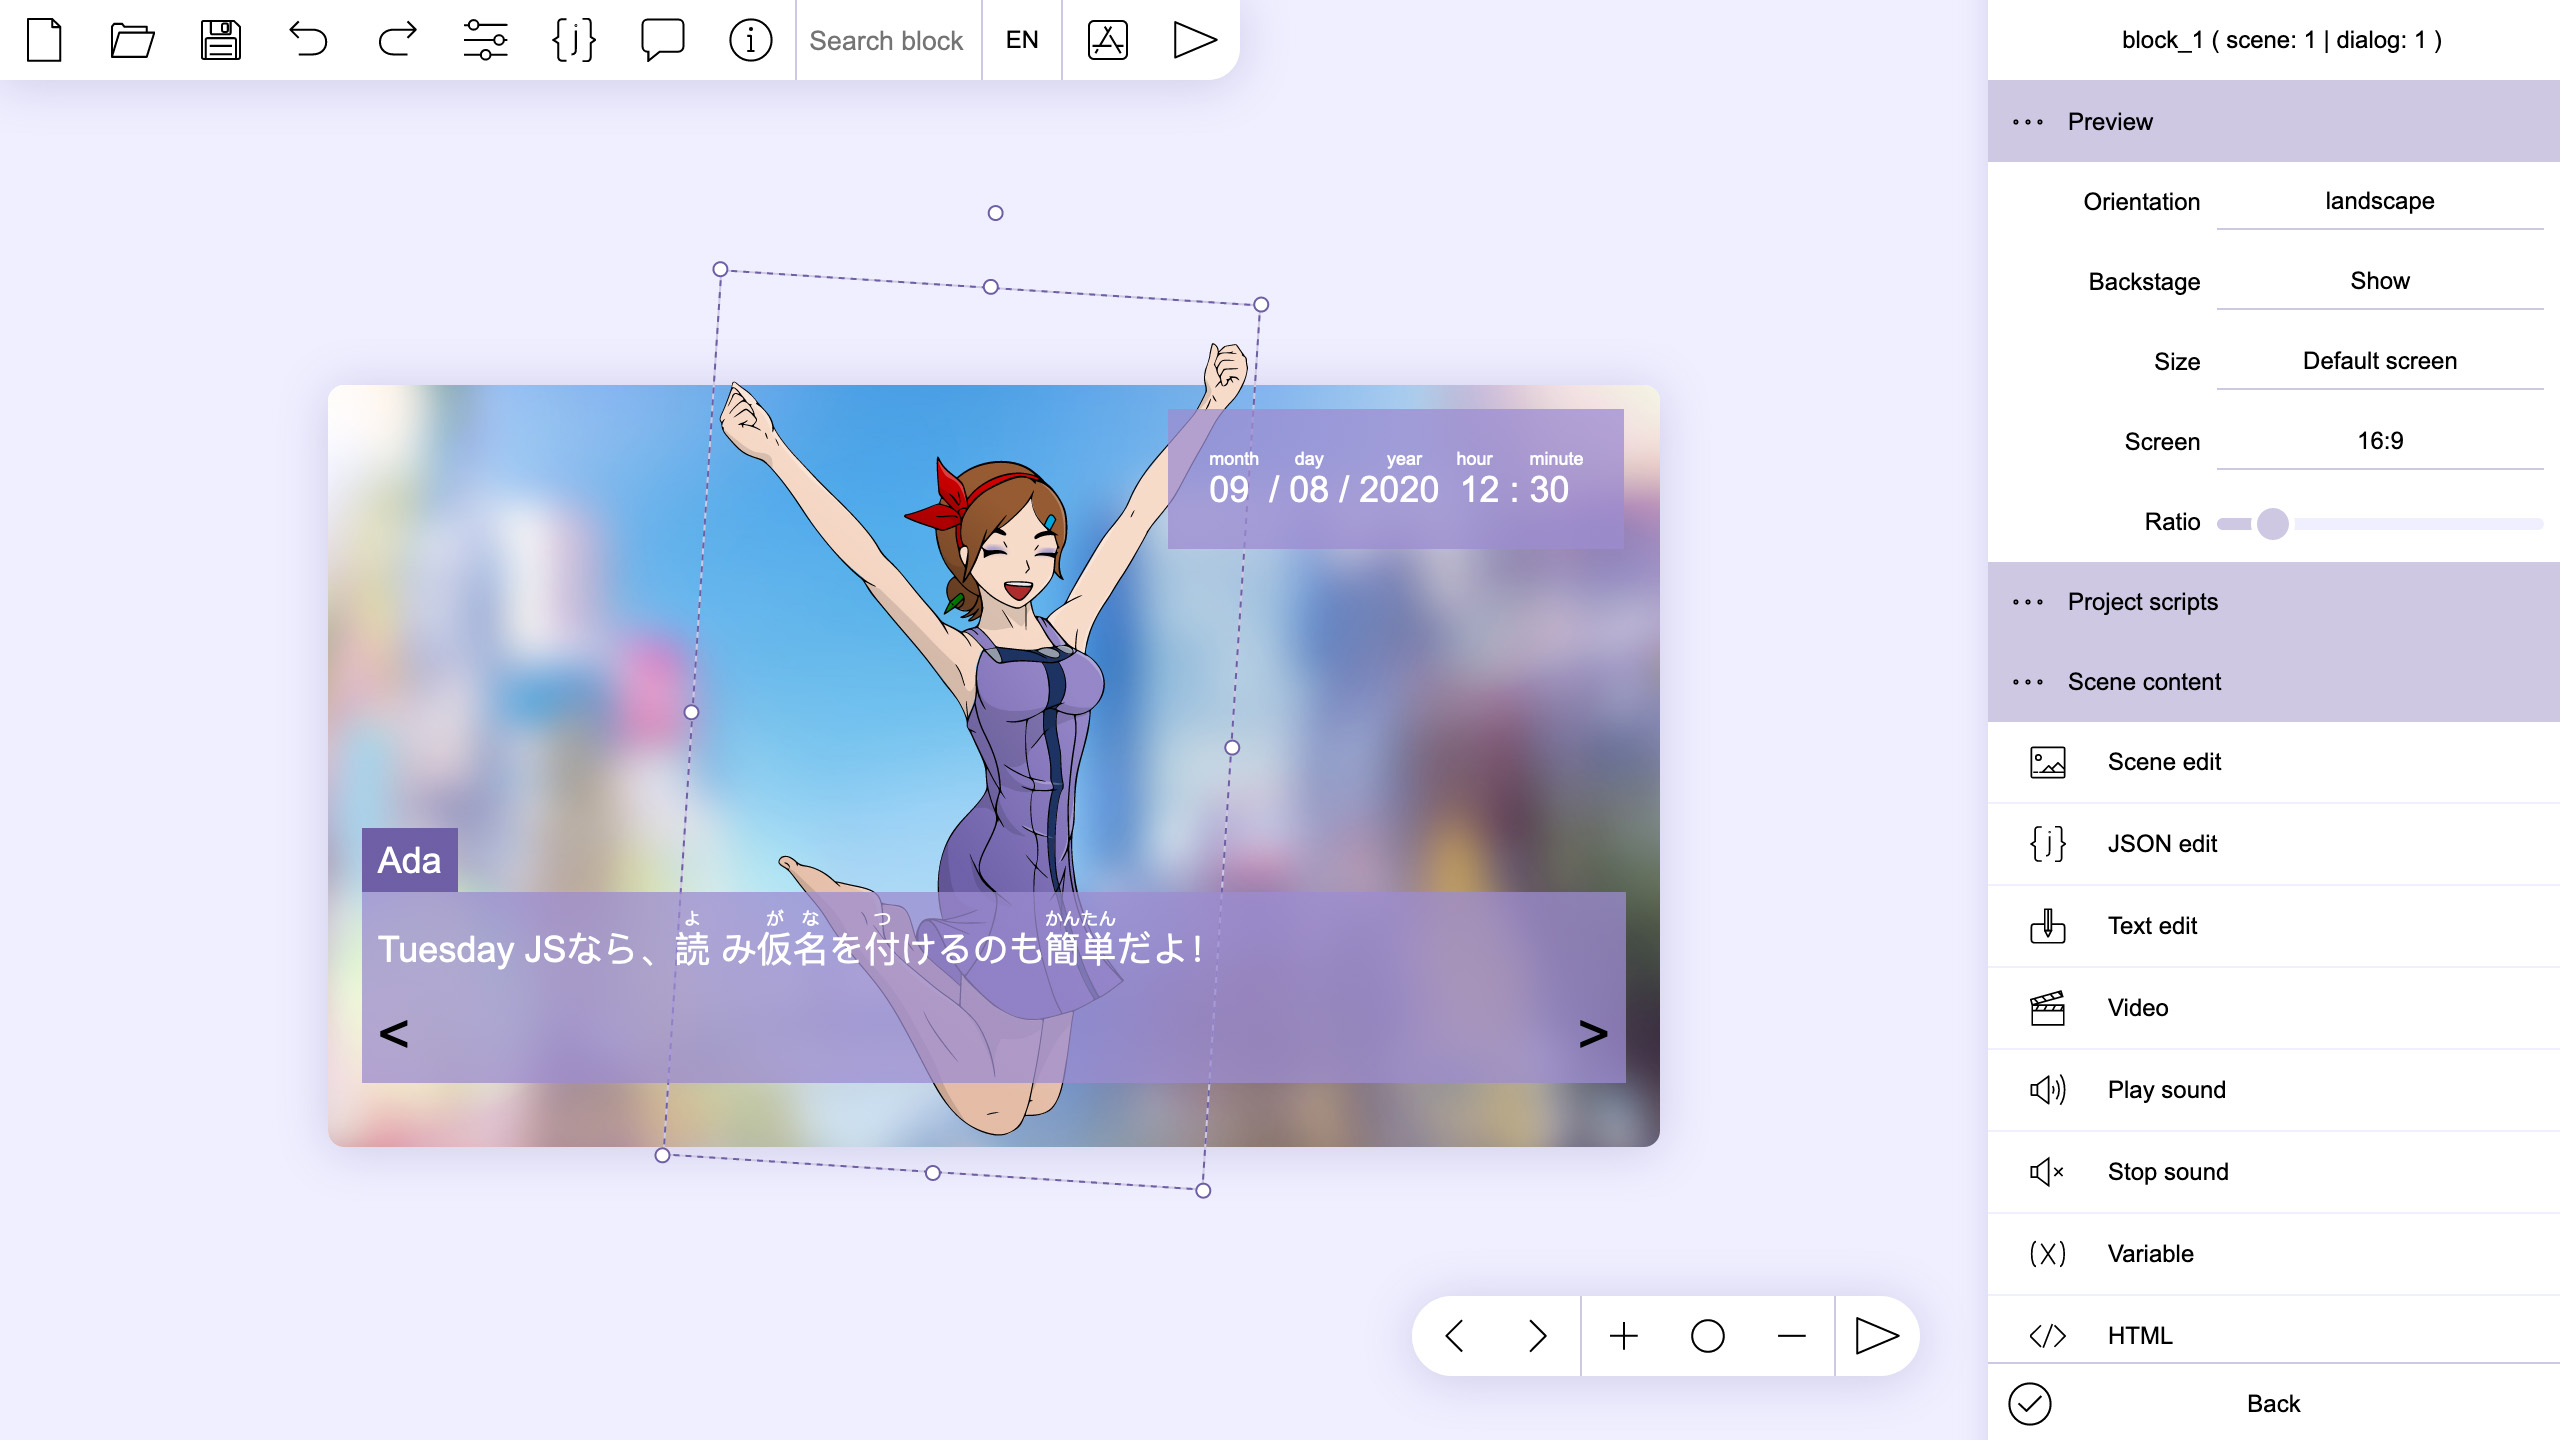 {j} Search block EN
block_1 ( scene: 1 | dialog: 1 )
Preview
Orientation landscape
Backstage Show
Size Default screen
Screen 16:9
Ratio
Project scripts
Scene content
Scene edit
{j} JSON edit
Text edit
Video
Play sound
Stop sound
(X) Variable
</> HTML
Back
month day year hour minute
09 / 08 / 2020 12 : 30
Ada
よ が な つ かんたん
Tuesday JSなら、読み仮名を付けるのも簡単だよ!
< >